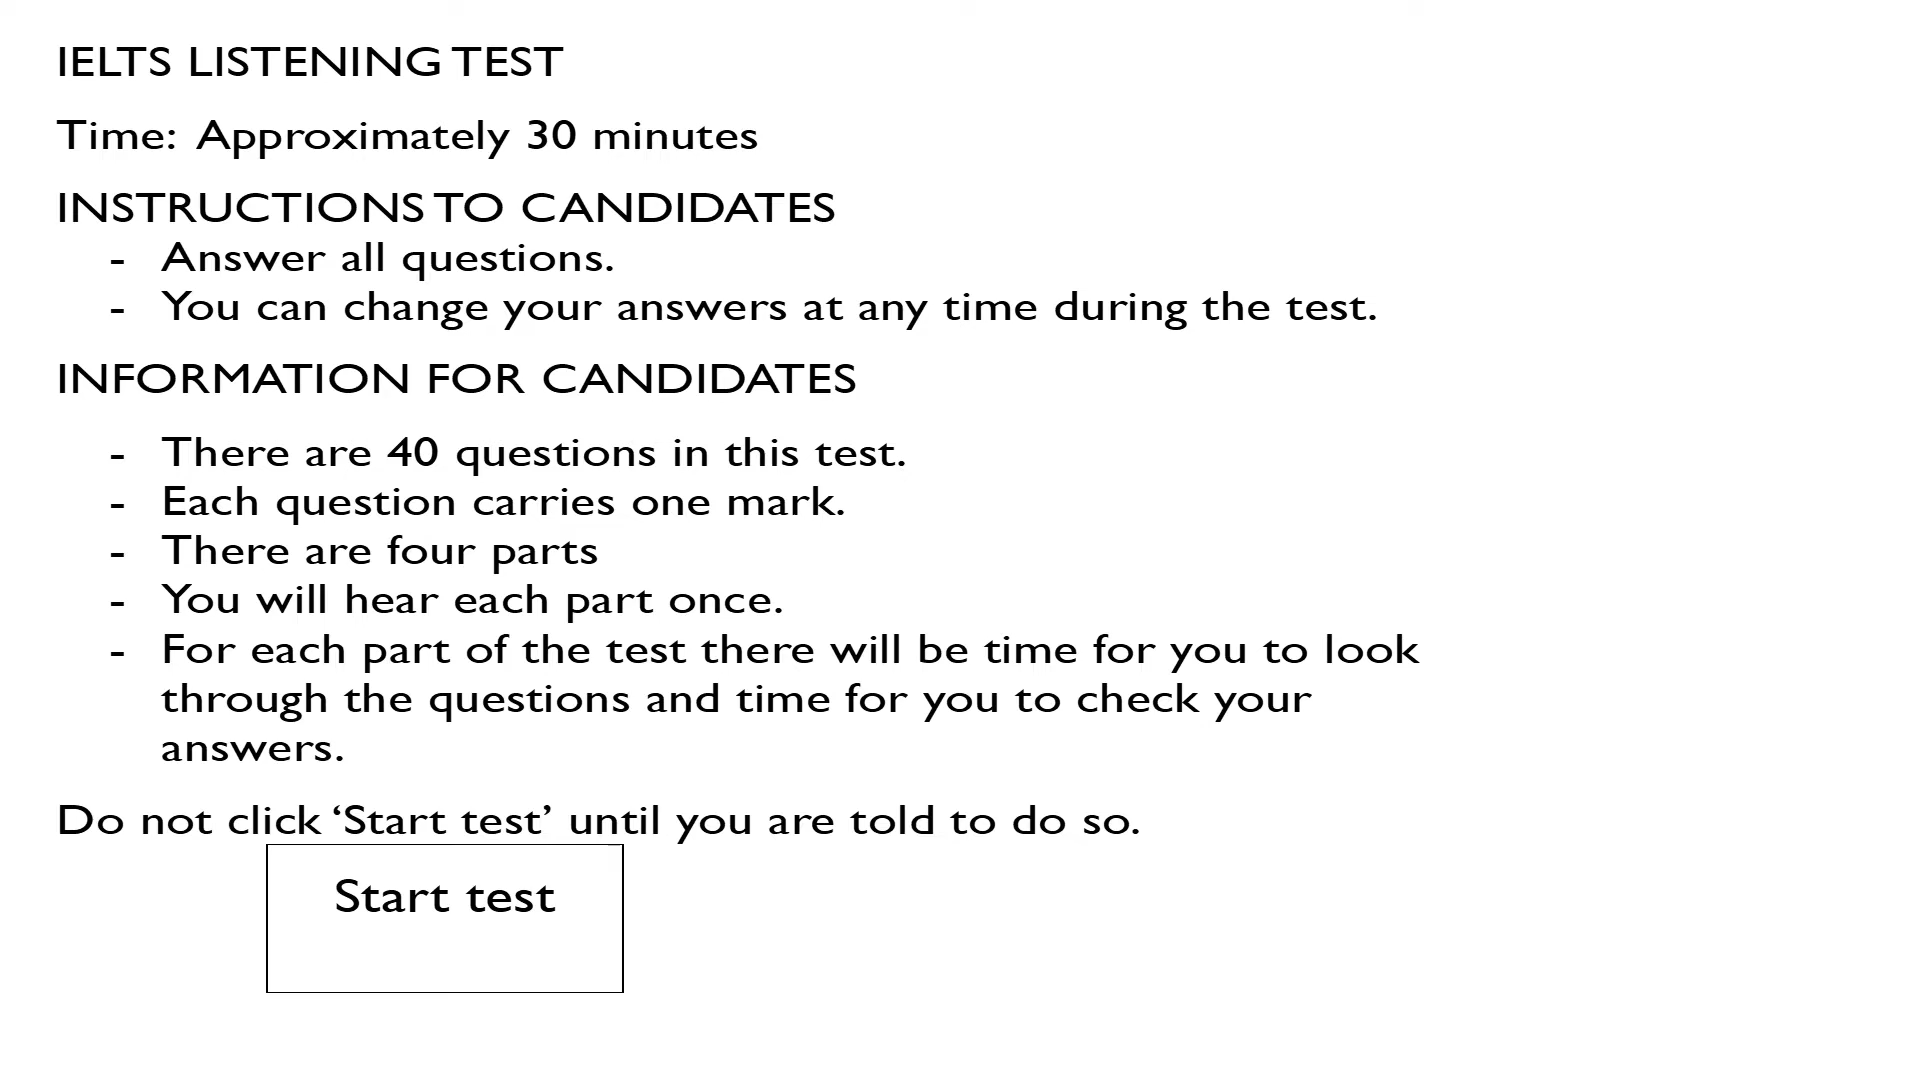 IELTS LISTENING TEST
Time: Approximately 30 minutes
INSTRUCTIONS TO CANDIDATES
- Answer all questions.
- You can change your answers at any time during the test.
INFORMATION FOR CANDIDATES
- There are 40 questions in this test.
- Each question carries one mark.
- There are four parts
- You will hear each part once.
- For each part of the test there will be time for you to look
through the questions and time for you to check your
answers.
Do not click ‘Start test’ until you are told to do so.
Start test